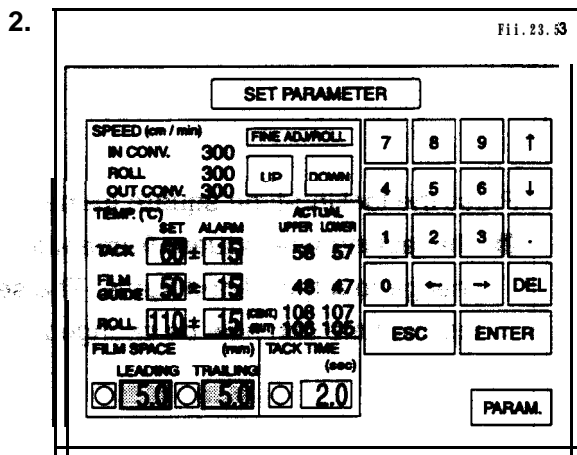 2.
Fii.23.53
SET PARAMETER
SPEED (cm / min)
FINE ADJ/ROLL
IN CONV. 300
ROLL 300
OUT CONV. 300
UP DOWN
TEMP. (°C)
SET ALARM
ACTUAL
UPPER LOWER
TACK 60 ± 15 58 57
FILM GUIDE 50 ± 15 48 47
ROLL 110 ± 15
(CENT.) 108 107
106 105
FILM SPACE (mm)
LEADING TRAILING
5.0 5.0
TACK TIME
(sec)
2.0
7 8 9 ↑
4 5 6 ↓
1 2 3 .
0 ← → DEL
ESC ENTER
PARAM.